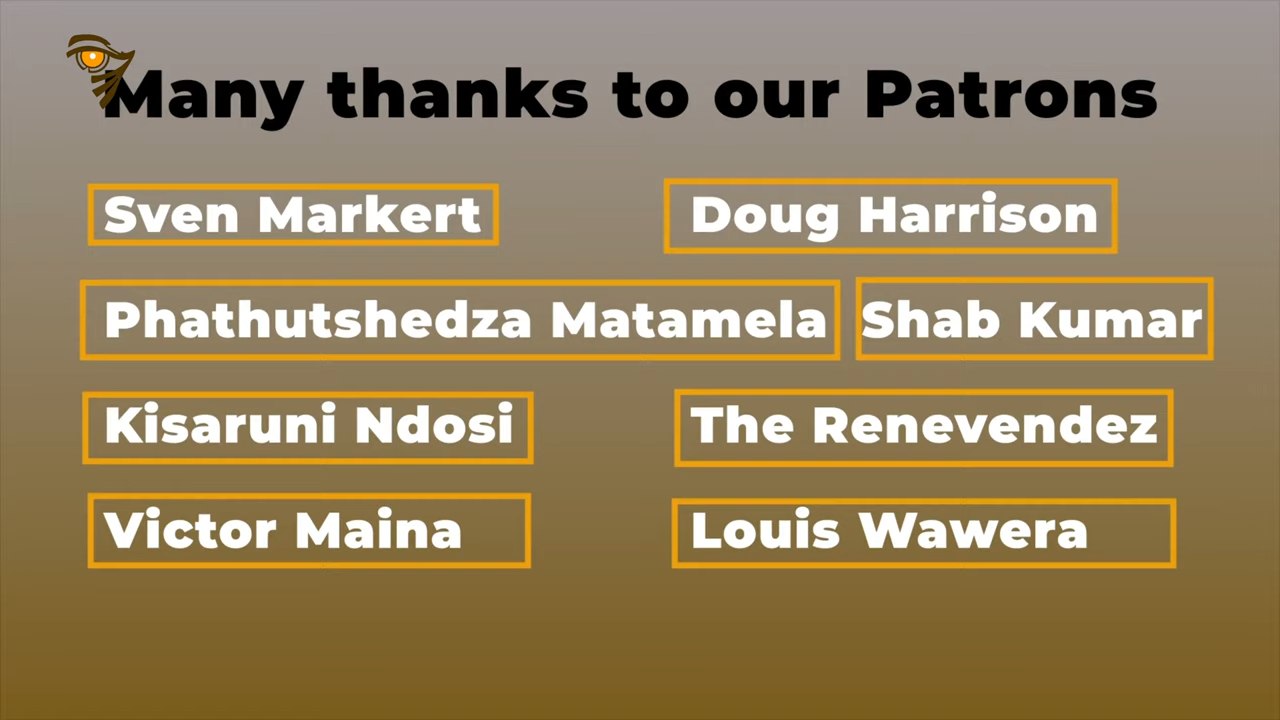 Many thanks to our Patrons
Sven Markert
Doug Harrison
Phathutshedza Matamela
Shab Kumar
Kisaruni Ndosi
The Renevendez
Victor Maina
Louis Wawera